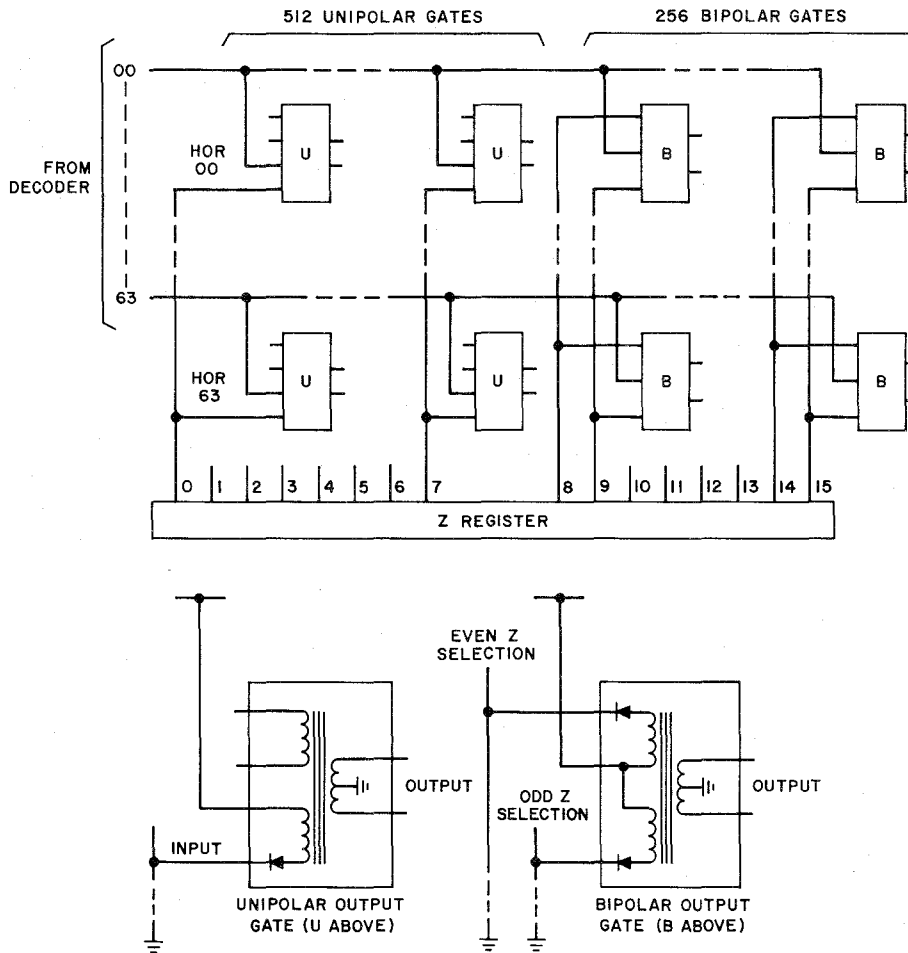 512 UNIPOLAR GATES
256 BIPOLAR GATES
00
HOR
00
U
U
B
B
FROM
DECODER
63
HOR
63
U
U
B
B
0 1 2 3 4 5 6 7 8 9 10 11 12 13 14 15
Z REGISTER
EVEN Z
SELECTION
OUTPUT
ODD Z
SELECTION
OUTPUT
INPUT
UNIPOLAR OUTPUT
GATE (U ABOVE)
BIPOLAR OUTPUT
GATE (B ABOVE)